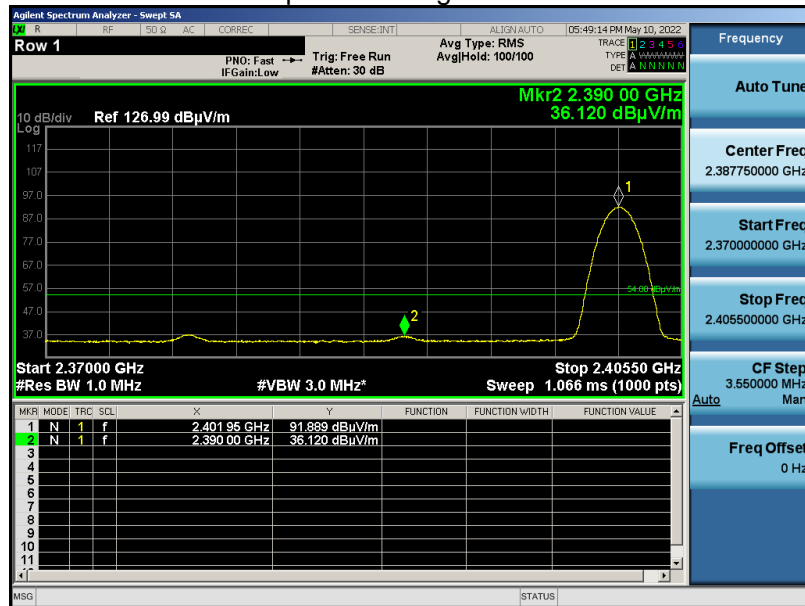 Agilent Spectrum Analyzer - Swept SA
LXI R RF 50 Ω AC CORREC SENSE:INT ALIGN AUTO 05:49:14 PM May 10, 2022
Row 1
PNO: Fast
IFGain:Low
Trig: Free Run
#Atten: 30 dB
Avg Type: RMS
Avg|Hold: 100/100
TRACE 1 2 3 4 5 6
TYPE A
DET A N N N N N
Mkr2 2.390 00 GHz
36.120 dBµV/m
10 dB/div Ref 126.99 dBµV/m
Log
117
107
97.0
87.0
77.0
67.0
57.0
47.0
37.0
1
2
54.00 dBµV/m
Start 2.37000 GHz Stop 2.40550 GHz
#Res BW 1.0 MHz #VBW 3.0 MHz* Sweep 1.066 ms (1000 pts)
MKR MODE TRC SCL X Y FUNCTION FUNCTION WIDTH FUNCTION VALUE
1 N 1 f 2.401 95 GHz 91.889 dBµV/m
2 N 1 f 2.390 00 GHz 36.120 dBµV/m
3
4
5
6
7
8
9
10
11
MSG STATUS
Frequency
Auto Tune
Center Freq
2.387750000 GHz
Start Freq
2.370000000 GHz
Stop Freq
2.405500000 GHz
CF Step
3.550000 MHz
Auto Man
Freq Offset
0 Hz